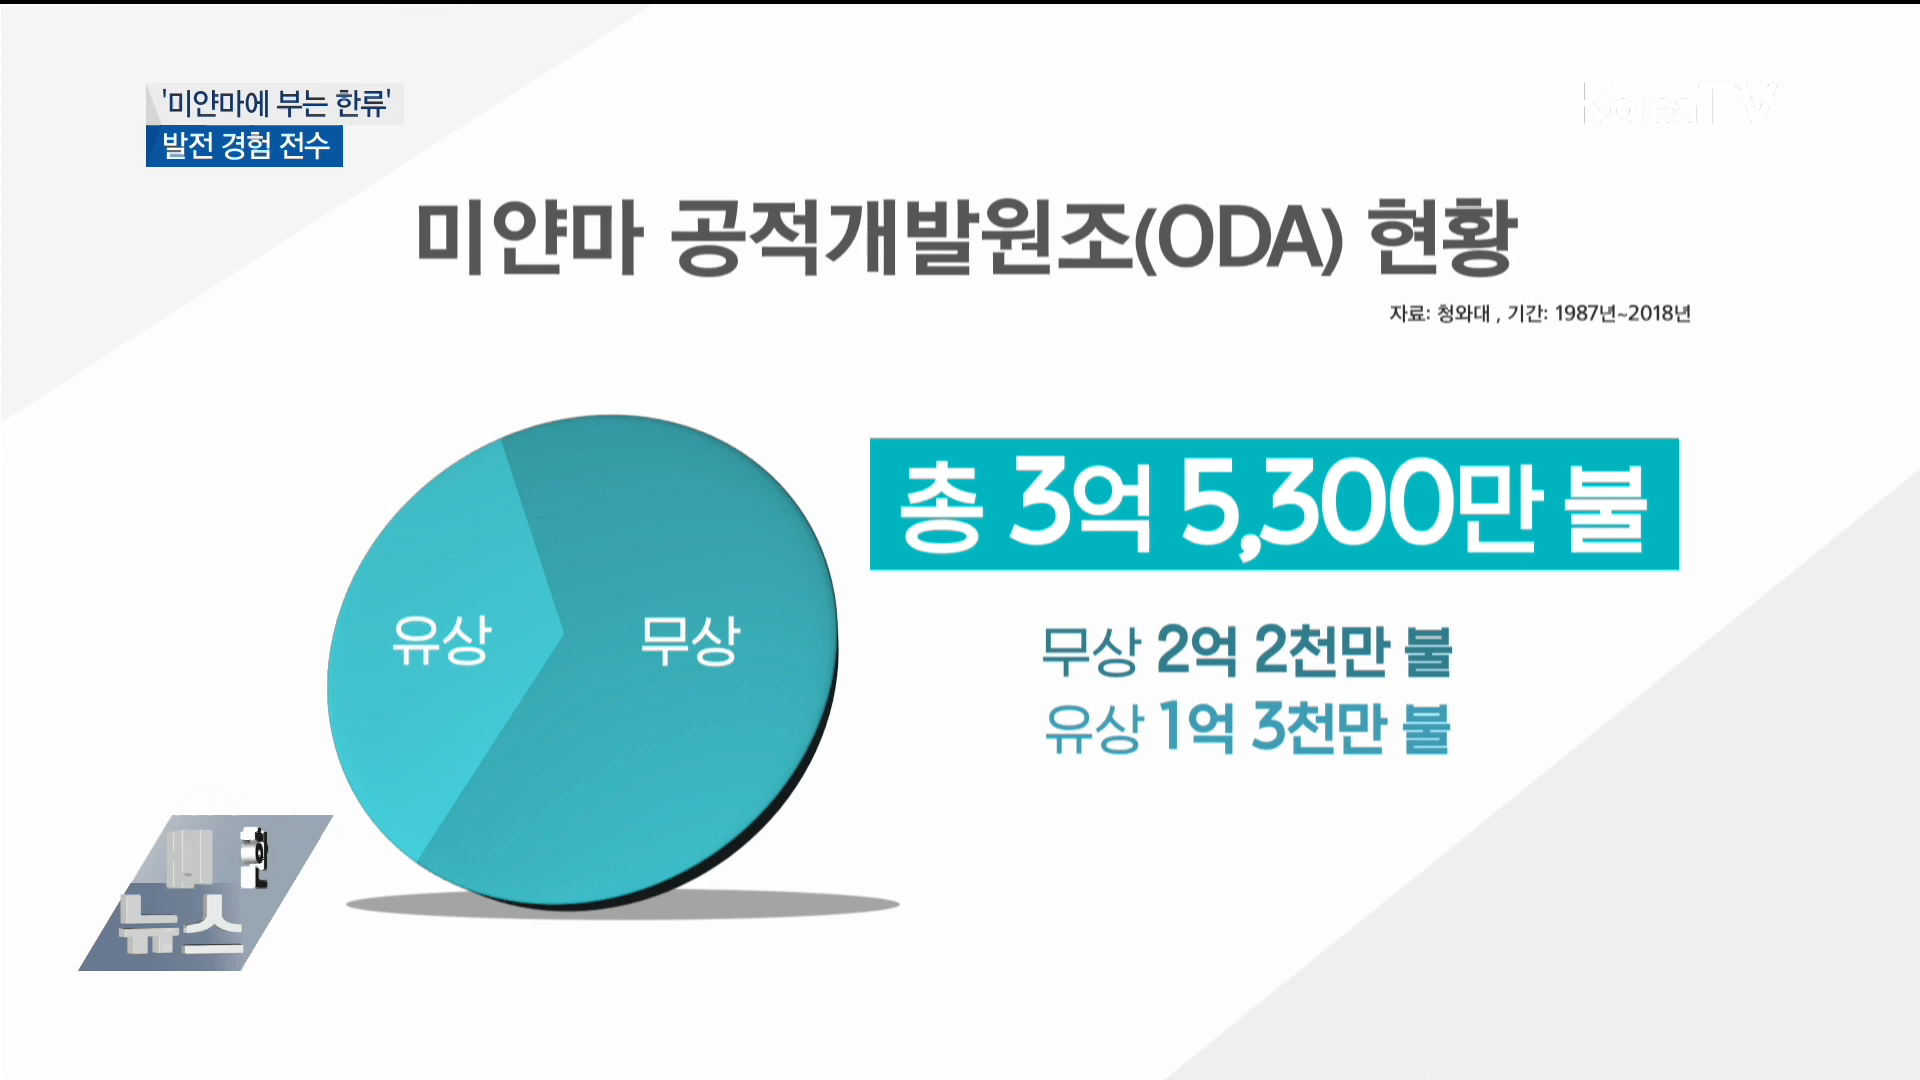 '미얀마에 부는 한류'
발전 경험 전수
KoreaTV
미얀마 공적개발원조(ODA) 현황
자료: 청와대 , 기간: 1987년~2018년
총 3억 5,300만 불
유상
무상
무상 2억 2천만 불
유상 1억 3천만 불
뉴스